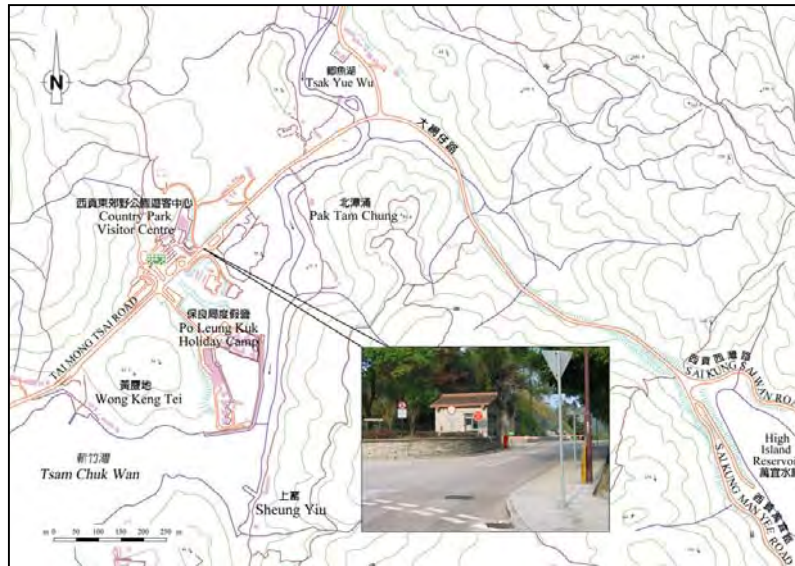 N
鯽魚湖
Tsak Yue Wu
大網仔路
西貢東郊野公園遊客中心
Country Park
Visitor Centre
北潭涌
Pak Tam Chung
保良局度假營
Po Leung Kuk
Holiday Camp
TAI MONG TSAI ROAD
黃麖地
Wong Keng Tei
斬竹灣
Tsam Chuk Wan
上窰
Sheung Yiu
西貢西灣路
SAI KUNG SAI WAN ROAD
High
Island
Reservoir
萬宜水庫
西貢萬宜路
SAI KUNG MAN YEE ROAD
m 0 50 100 150 200 250 m